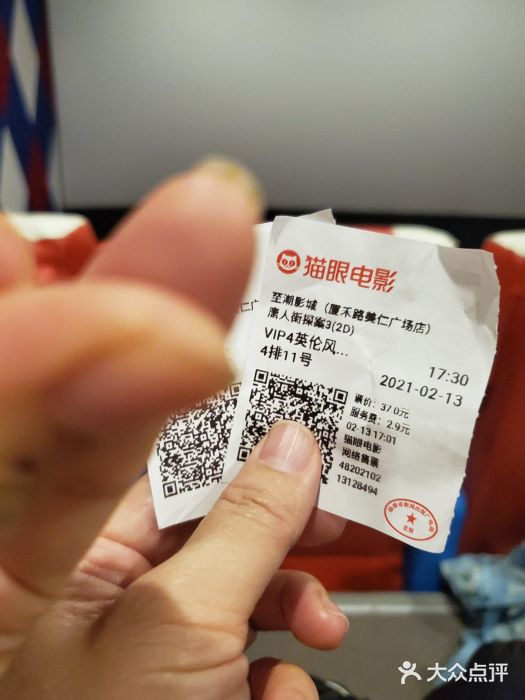 猫眼电影
至潮影城（厦禾路美仁广场店）
唐人街探案3(2D)
VIP4英伦风...
17:30
4排11号
2021-02-13
票价：37.0元
服务费：2.9元
02-13 17:01
猫眼电影
网络售票
48202102
13128494
仁广
大众点评